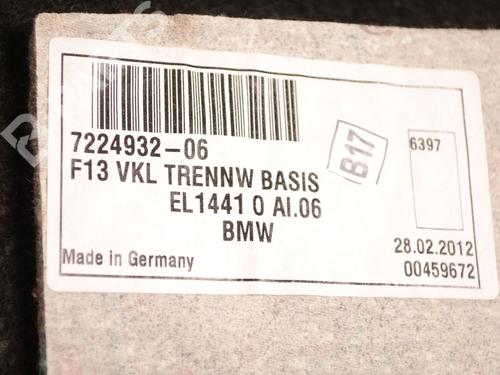 7224932-06
F13 VKL TRENNW BASIS
EL1441 0 AI.06
BMW
Made in Germany
B17
6397
28.02.2012
00459672